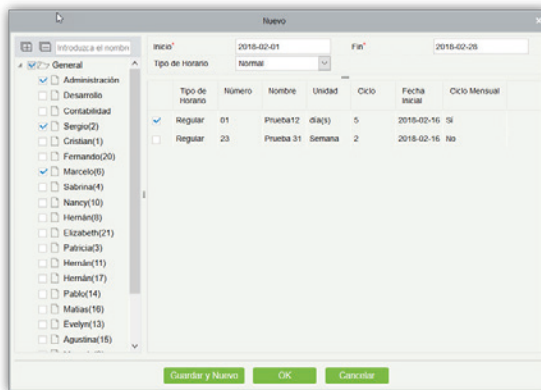 Nuevo
Introduzca el nombre
General
Administración
Desarrollo
Contabilidad
Sergio(2)
Cristian(1)
Fernando(20)
Marcelo(6)
Sabrina(4)
Nancy(10)
Hernán(8)
Elizabeth(21)
Patricia(3)
Hernán(11)
Hernán(17)
Pablo(14)
Matias(16)
Evelyn(13)
Agustina(15)
Inicio* 2018-02-01 Fin* 2018-02-28
Tipo de Horario Normal
Tipo de Horario Número Nombre Unidad Ciclo Fecha Inicial Ciclo Mensual
Regular 01 Prueba12 día(s) 5 2018-02-16 Sí
Regular 23 Prueba 31 Semana 2 2018-02-16 No
Guardar y Nuevo OK Cancelar